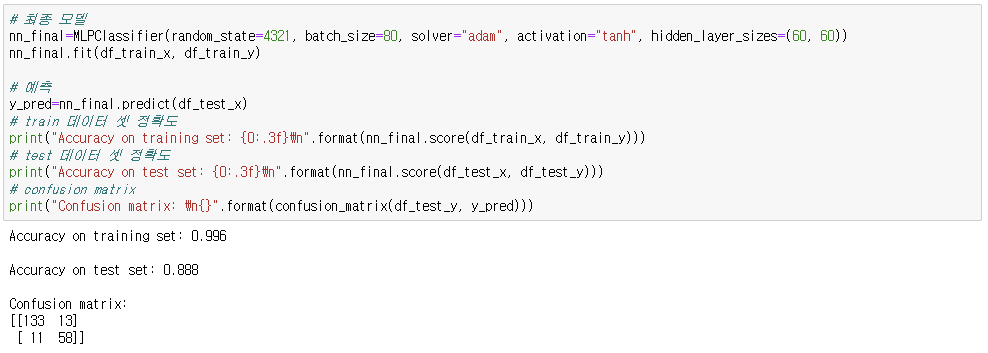 # 최종 모델
nn_final=MLPClassifier(random_state=4321, batch_size=80, solver="adam", activation="tanh", hidden_layer_sizes=(60, 60))
nn_final.fit(df_train_x, df_train_y)
# 예측
y_pred=nn_final.predict(df_test_x)
# train 데이터 셋 정확도
print("Accuracy on training set: {0:.3f}₩n".format(nn_final.score(df_train_x, df_train_y)))
# test 데이터 셋 정확도
print("Accuracy on test set: {0:.3f}₩n".format(nn_final.score(df_test_x, df_test_y)))
# confusion matrix
print("Confusion matrix: ₩n{}".format(confusion_matrix(df_test_y, y_pred)))
Accuracy on training set: 0.996
Accuracy on test set: 0.888
Confusion matrix:
[[133 13]
[ 11 58]]